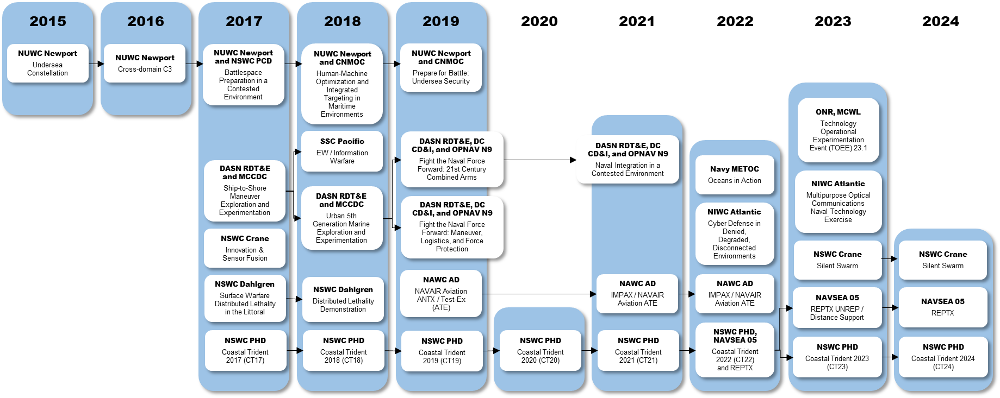 2015
2016
2017
2018
2019
2020
2021
2022
2023
2024
NUWC Newport
Undersea
Constellation
NUWC Newport
Cross-domain C3
NUWC Newport
and NSWC PCD
Battlespace
Preparation in a
Contested
Environment
DASN RDT&E
and MCCDC
Ship-to-Shore
Maneuver
Exploration and
Experimentation
NSWC Crane
Innovation &
Sensor Fusion
NSWC Dahlgren
Surface Warfare
Distributed Lethality
in the Littoral
NSWC PHD
Coastal Trident
2017 (CT17)
NUWC Newport
and CNMOC
Human-Machine
Optimization and
Integrated
Targeting in
Maritime
Environments
SSC Pacific
EW / Information
Warfare
DASN RDT&E
and MCCDC
Urban 5th
Generation Marine
Exploration and
Experimentation
NSWC Dahlgren
Distributed Lethality
Demonstration
NSWC PHD
Coastal Trident
2018 (CT18)
NUWC Newport
and CNMOC
Prepare for Battle:
Undersea Security
DASN RDT&E, DC
CD&I, and OPNAV N9
Fight the Naval Force
Forward: 21st Century
Combined Arms
DASN RDT&E, DC
CD&I, and OPNAV N9
Fight the Naval Force
Forward: Maneuver,
Logistics, and Force
Protection
NAWC AD
NAVAIR Aviation
ANTX / Test-Ex
(ATE)
NSWC PHD
Coastal Trident
2019 (CT19)
NSWC PHD
Coastal Trident
2020 (CT20)
DASN RDT&E, DC
CD&I, and OPNAV N9
Naval Integration in a
Contested Environment
NAWC AD
IMPAX / NAVAIR
Aviation ATE
NSWC PHD
Coastal Trident
2021 (CT21)
Navy METOC
Oceans in Action
NIWC Atlantic
Cyber Defense in
Denied,
Degraded,
Disconnected
Environments
NAWC AD
IMPAX / NAVAIR
Aviation ATE
NSWC PHD,
NAVSEA 05
Coastal Trident
2022 (CT22)
and REPTX
ONR, MCWL
Technology
Operational
Experimentation
Event (TOEE) 23.1
NIWC Atlantic
Multipurpose Optical
Communications
Naval Technology
Exercise
NSWC Crane
Silent Swarm
NAVSEA 05
REPTX UNREP /
Distance Support
NSWC PHD
Coastal Trident 2023
(CT23)
NSWC Crane
Silent Swarm
NAVSEA 05
REPTX
NSWC PHD
Coastal Trident 2024
(CT24)